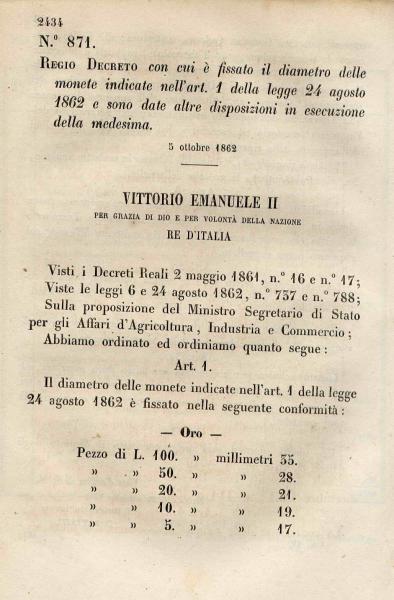 2434
N.° 871.
REGIO DECRETO con cui è fissato il diametro delle
monete indicate nell'art. 1 della legge 24 agosto
1862 e sono date altre disposizioni in esecuzione
della medesima.
5 ottobre 1862
VITTORIO EMANUELE II
PER GRAZIA DI DIO E PER VOLONTÀ DELLA NAZIONE
RE D'ITALIA
Visti i Decreti Reali 2 maggio 1861, n.° 16 e n.° 17;
Viste le leggi 6 e 24 agosto 1862, n.° 737 e n.° 788;
Sulla proposizione del Ministro Segretario di Stato
per gli Affari d'Agricoltura, Industria e Commercio;
Abbiamo ordinato ed ordiniamo quanto segue:
Art. 1.
Il diametro delle monete indicate nell'art. 1 della legge
24 agosto 1862 è fissato nella seguente conformità:
— Oro —
Pezzo di L. 100. » millimetri 35.
» » 50. » » 28.
» » 20. » » 21.
» » 10. » » 19.
» » 5. » » 17.